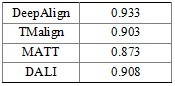 DeepAlign 0.933
TMalign 0.903
MATT 0.873
DALI 0.908